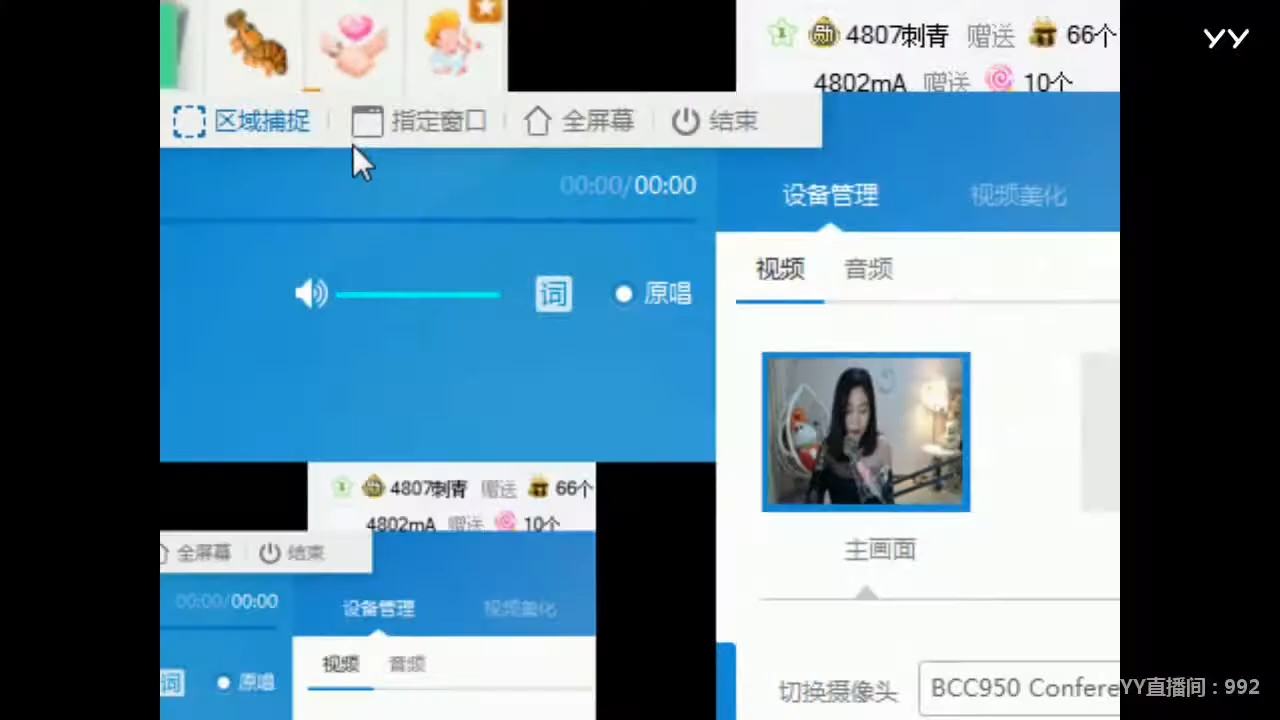 YY
勋 4807刺青 赠送 66个
4802mA 赠送 10个
区域捕捉 指定窗口 全屏幕 结束
00:00/00:00
设备管理 视频美化
视频 音频
词 原唱
主画面
4807刺青 赠送 66个
4802mA 赠送 10个
全屏幕 结束
00:00/00:00
设备管理 视频美化
视频 音频
词 原唱
切换摄像头 BCC950 Confere
YY直播间:992